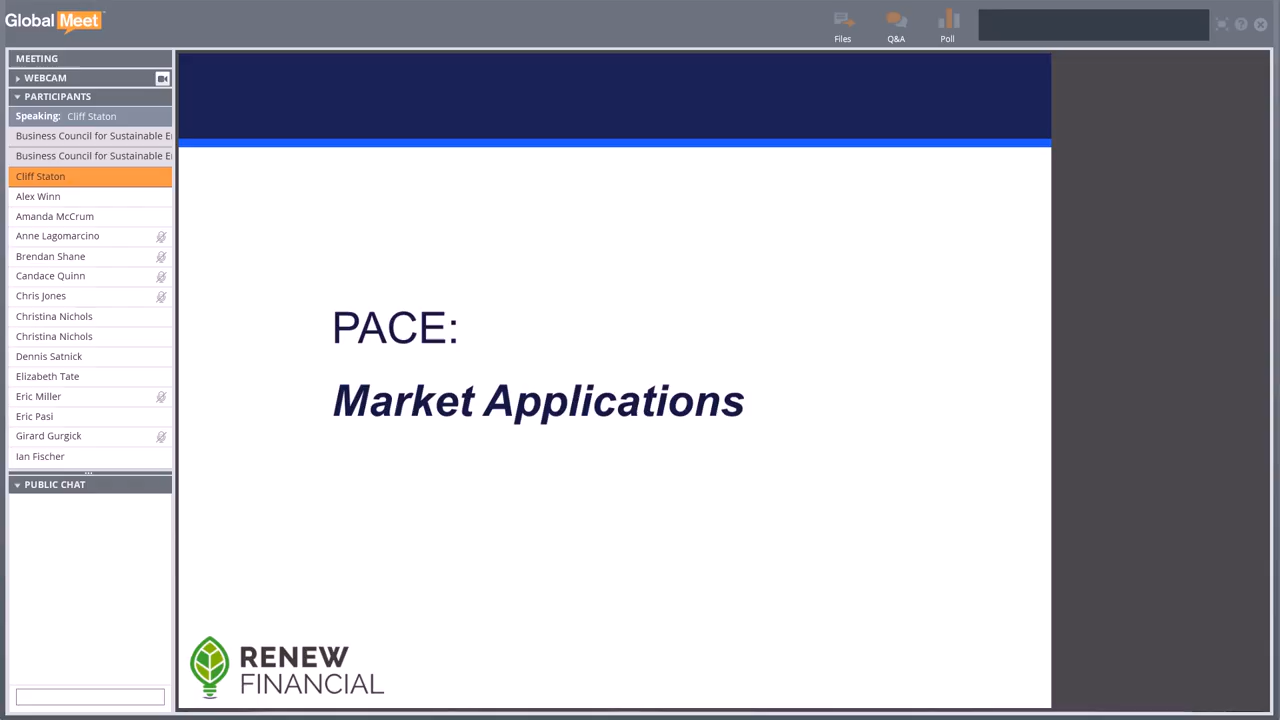 Global Meet
Files
Q&A
Poll
MEETING
WEBCAM
PARTICIPANTS
Speaking: Cliff Staton
Business Council for Sustainable E
Business Council for Sustainable E
Cliff Staton
Alex Winn
Amanda McCrum
Anne Lagomarcino
Brendan Shane
Candace Quinn
Chris Jones
Christina Nichols
Christina Nichols
Dennis Satnick
Elizabeth Tate
Eric Miller
Eric Pasi
Girard Gurgick
Ian Fischer
PUBLIC CHAT
PACE:
Market Applications
RENEW
FINANCIAL